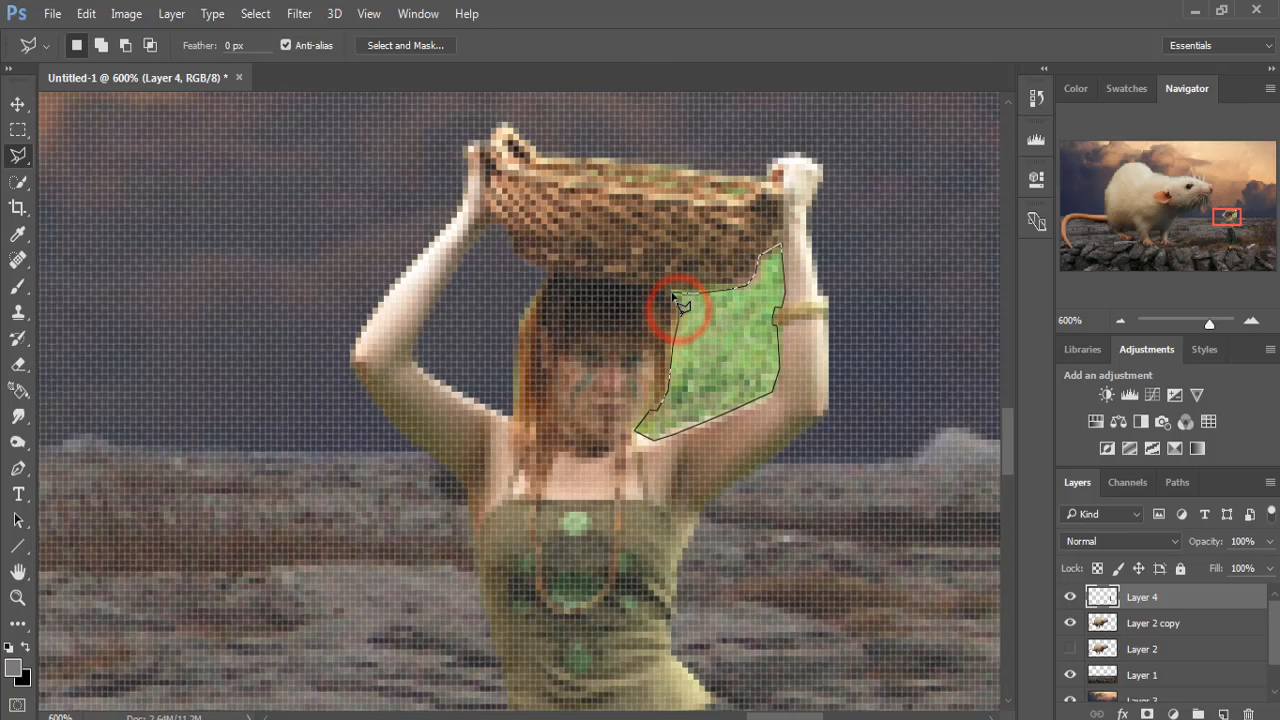 Ps File Edit Image Layer Type Select Filter 3D View Window Help
Feather: 0 px Anti-alias Select and Mask... Essentials
Untitled-1 @ 600% (Layer 4, RGB/8) * ×
Color Swatches Navigator
600%
Libraries Adjustments Styles
Add an adjustment
Layers Channels Paths
Kind
Normal Opacity: 100%
Lock: Fill: 100%
Layer 4
Layer 2 copy
Layer 2
Layer 1
Layer 3
600% Doc: 2.64M/11.2M